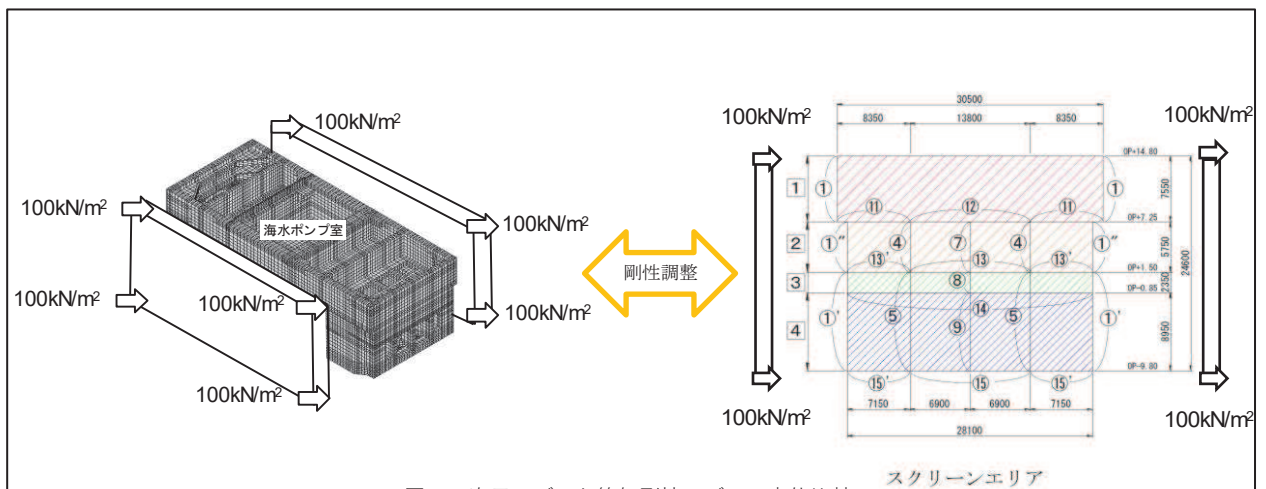 100kN/m²
100kN/m²
100kN/m²
100kN/m²
100kN/m²
100kN/m²
100kN/m²
100kN/m²
海水ポンプ室
剛性調整
100kN/m²
100kN/m²
100kN/m²
100kN/m²
30500
8350
13800
8350
OP+14.80
OP+7.25
OP+1.50
OP-0.85
OP-9.80
7550
5750
2350
8950
24600
1
2
3
4
①
①
⑪
⑫
⑪
①"
④
⑦
④
①"
⑬'
⑬
⑬'
⑧
⑭
①'
⑤
⑨
⑤
①'
⑮'
⑮
⑮'
7150
6900
6900
7150
28100
スクリーンエリア